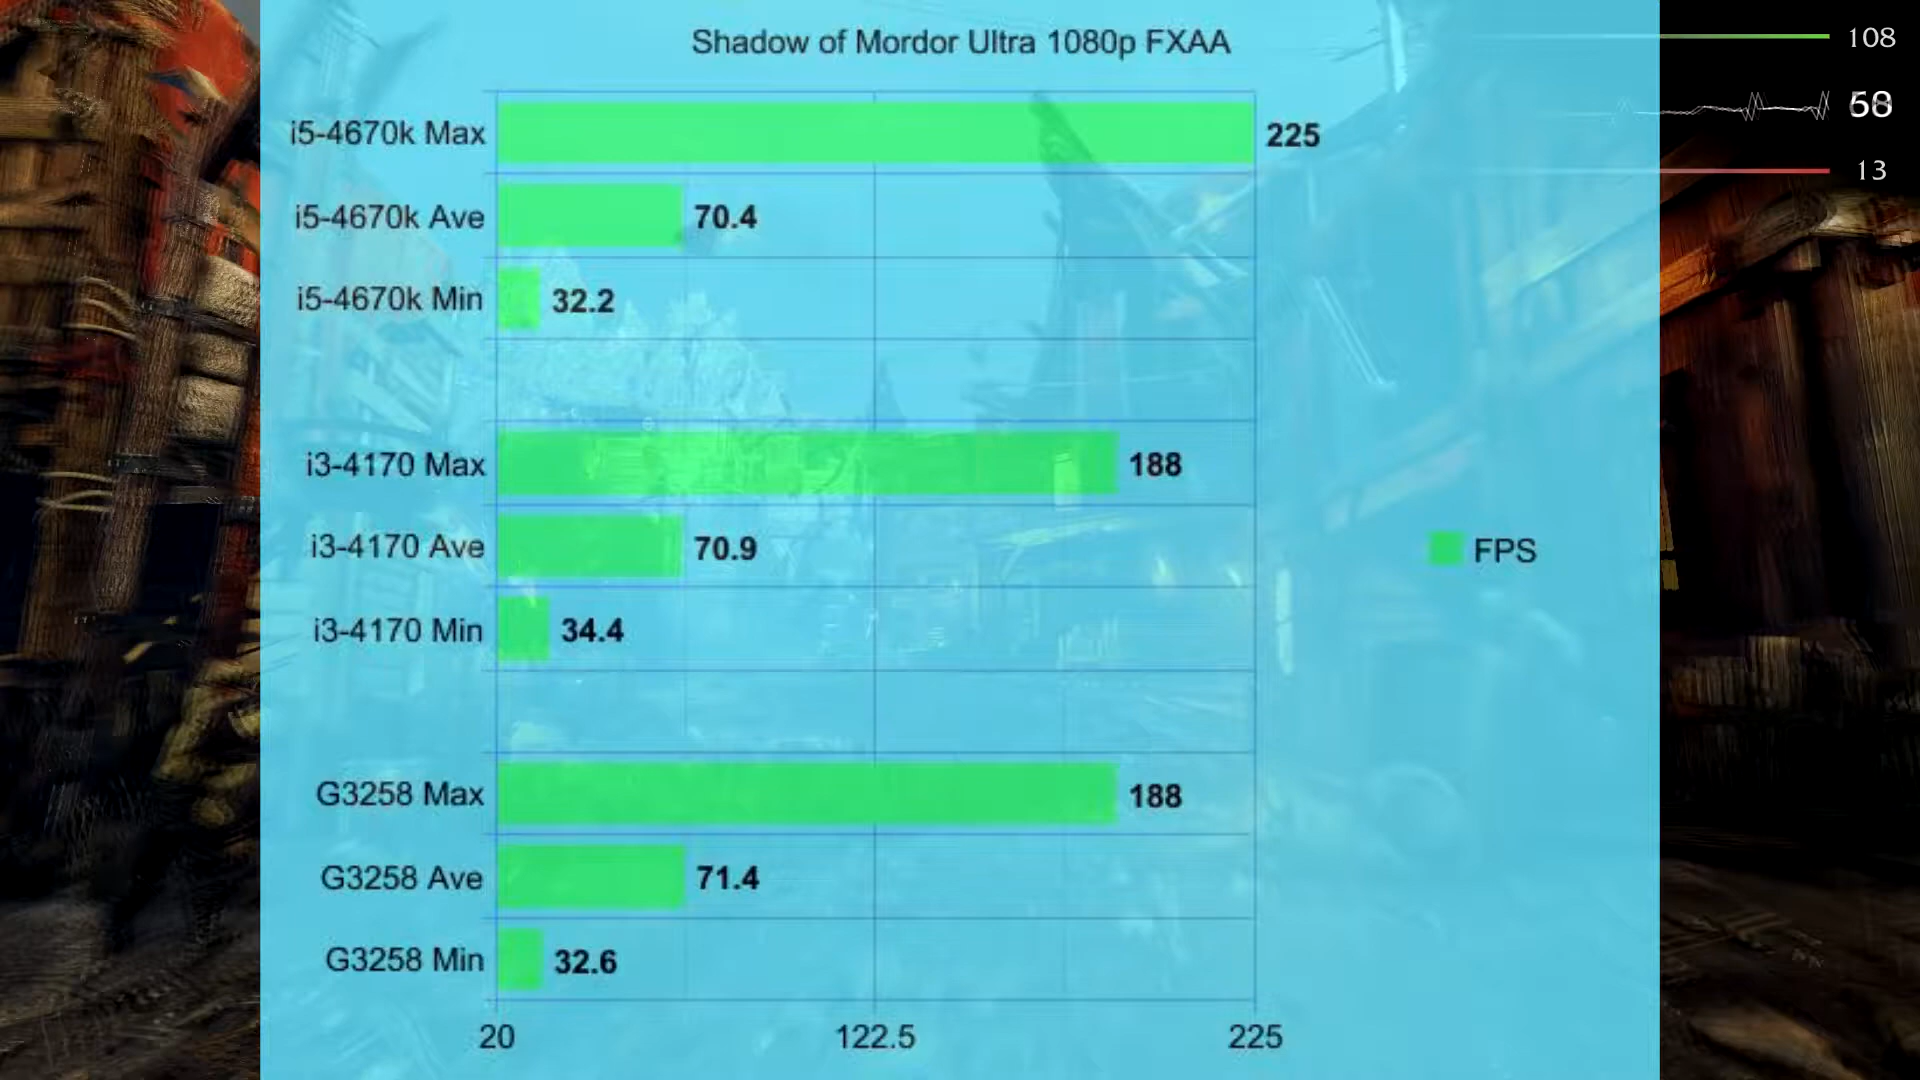 Shadow of Mordor Ultra 1080p FXAA
108
13
i5-4670k Max 225
i5-4670k Ave 70.4
i5-4670k Min 32.2
i3-4170 Max 188
i3-4170 Ave 70.9
i3-4170 Min 34.4
FPS
G3258 Max 188
G3258 Ave 71.4
G3258 Min 32.6
20 122.5 225